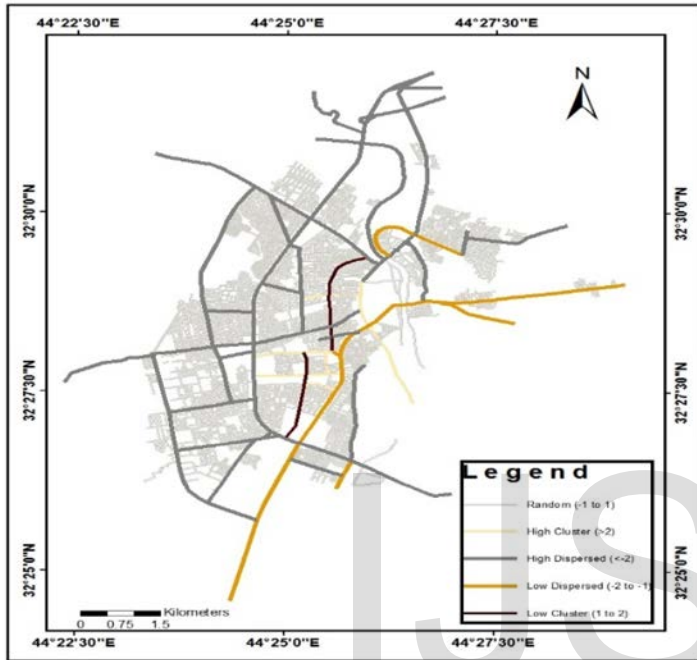 44°22'30"E 44°25'0"E 44°27'30"E
N
32°30'0"N 32°30'0"N
32°27'30"N 32°27'30"N
32°25'0"N 32°25'0"N
Legend
Random (-1 to 1)
High Cluster (>2)
High Dispersed (<-2)
Low Dispersed (-2 to -1)
Low Cluster (1 to 2)
Kilometers
0 0.75 1.5
44°22'30"E 44°25'0"E 44°27'30"E
IJS